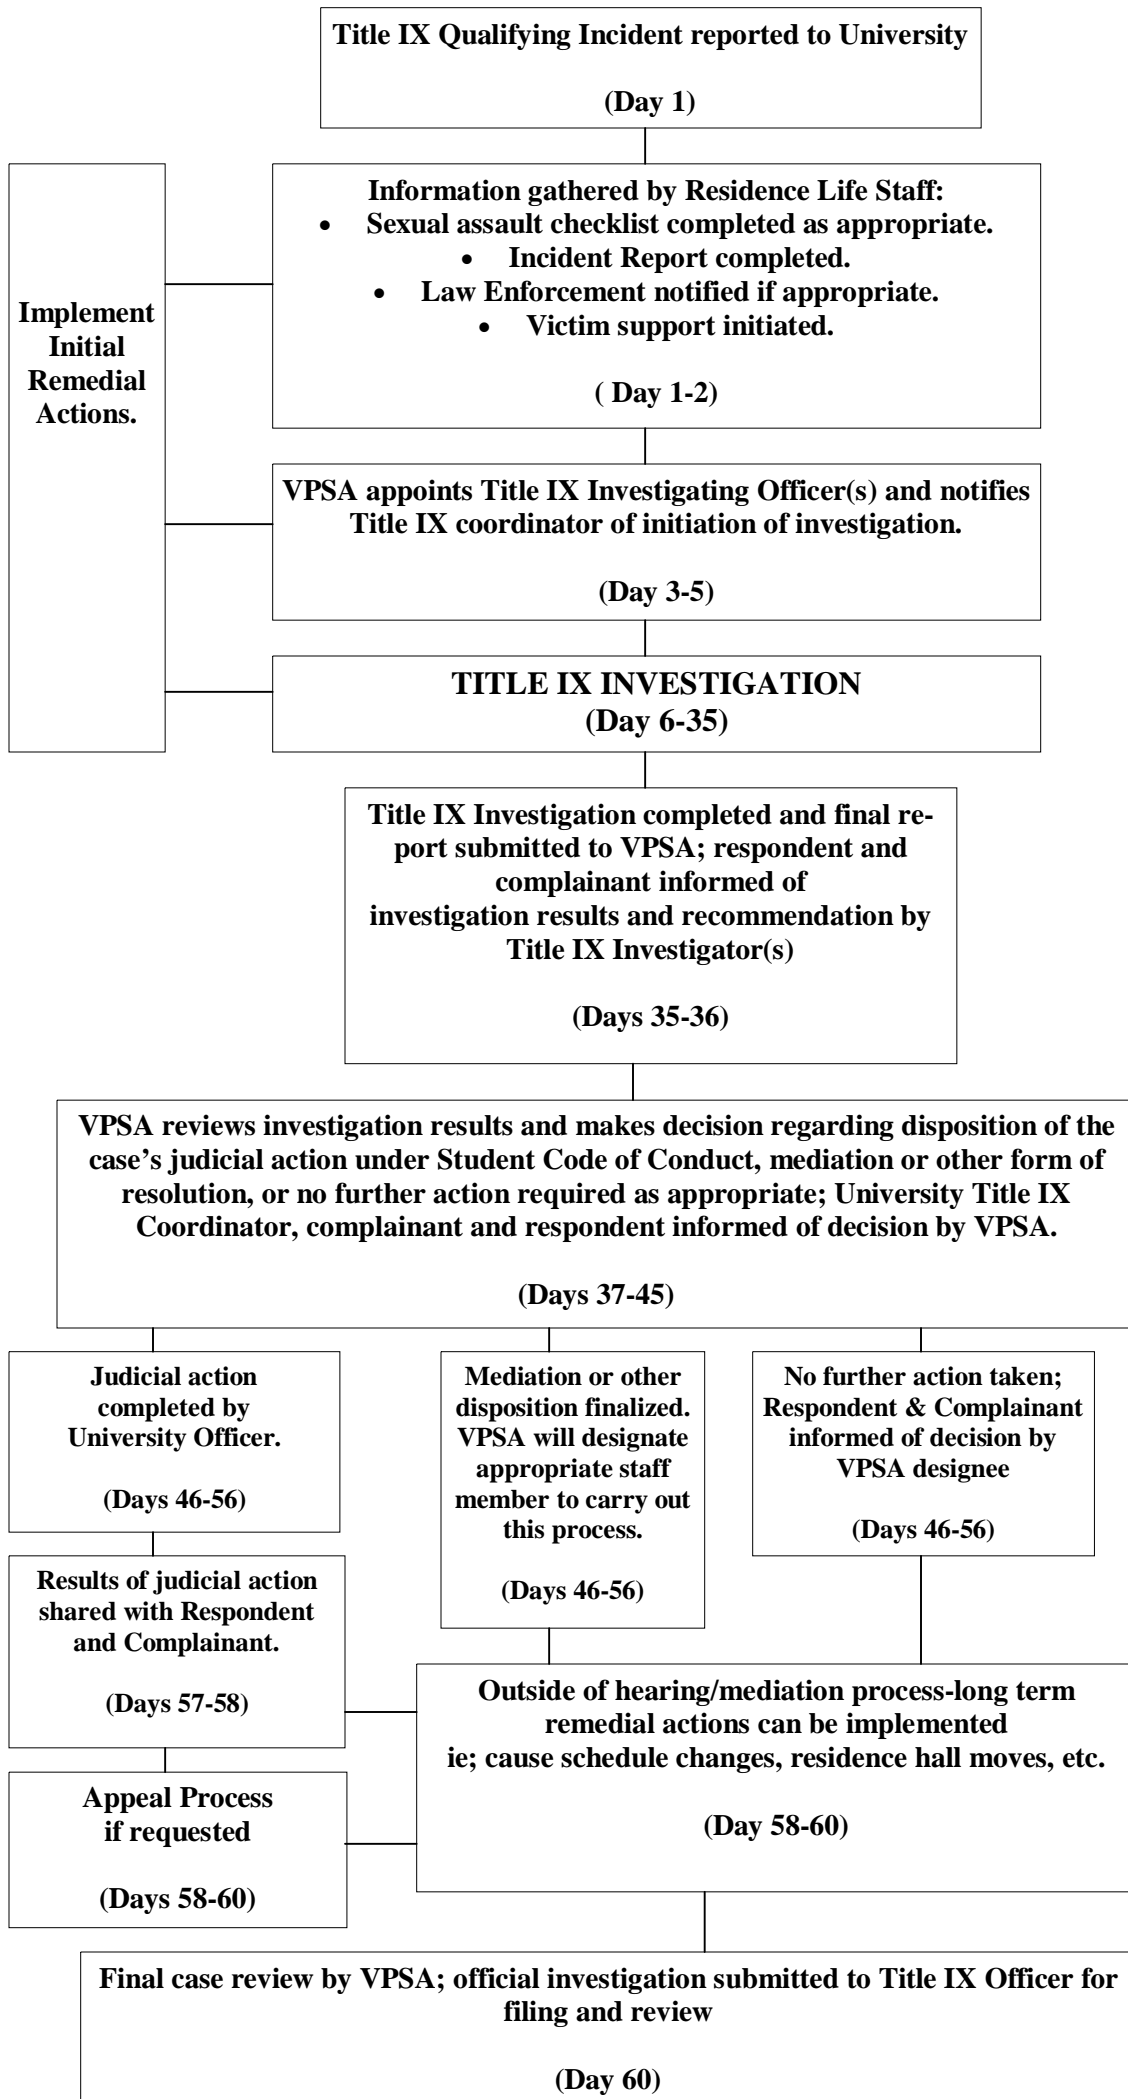 Title IX Qualifying Incident reported to University
(Day 1)
Implement
Initial
Remedial
Actions.
Information gathered by Residence Life Staff:
• Sexual assault checklist completed as appropriate.
• Incident Report completed.
• Law Enforcement notified if appropriate.
• Victim support initiated.
( Day 1-2)
VPSA appoints Title IX Investigating Officer(s) and notifies
Title IX coordinator of initiation of investigation.
(Day 3-5)
TITLE IX INVESTIGATION
(Day 6-35)
Title IX Investigation completed and final re-
port submitted to VPSA; respondent and
complainant informed of
investigation results and recommendation by
Title IX Investigator(s)
(Days 35-36)
VPSA reviews investigation results and makes decision regarding disposition of the
case’s judicial action under Student Code of Conduct, mediation or other form of
resolution, or no further action required as appropriate; University Title IX
Coordinator, complainant and respondent informed of decision by VPSA.
(Days 37-45)
Judicial action
completed by
University Officer.
(Days 46-56)
Mediation or other
disposition finalized.
VPSA will designate
appropriate staff
member to carry out
this process.
(Days 46-56)
No further action taken;
Respondent & Complainant
informed of decision by
VPSA designee
(Days 46-56)
Results of judicial action
shared with Respondent
and Complainant.
(Days 57-58)
Outside of hearing/mediation process-long term
remedial actions can be implemented
ie; cause schedule changes, residence hall moves, etc.
(Day 58-60)
Appeal Process
if requested
(Days 58-60)
Final case review by VPSA; official investigation submitted to Title IX Officer for
filing and review
(Day 60)